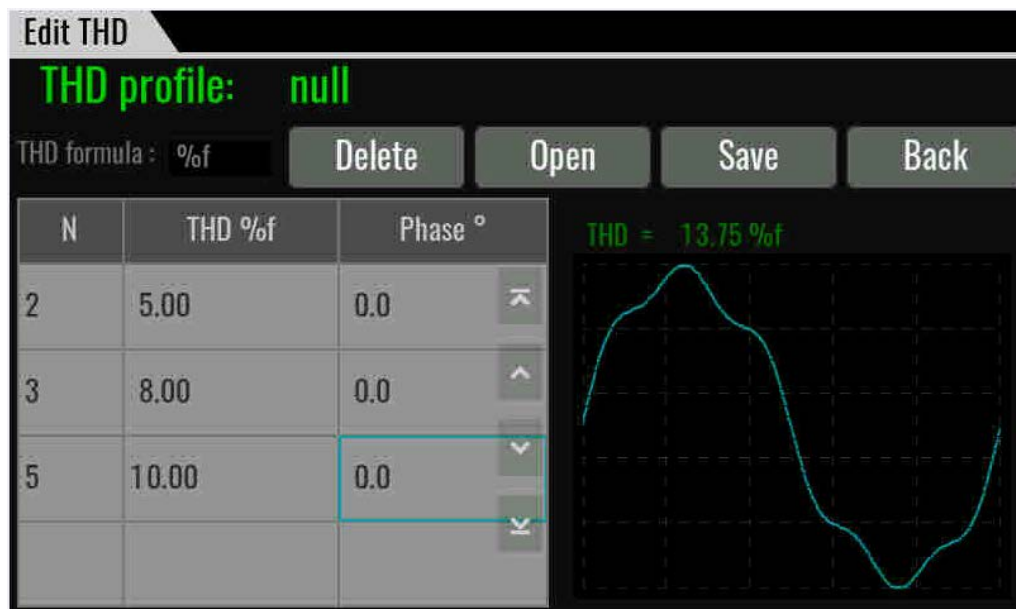 Edit THD
THD profile: null
THD formula : %f Delete Open Save Back
N THD %f Phase °
THD = 13.75 %f
2 5.00 0.0
3 8.00 0.0
5 10.00 0.0